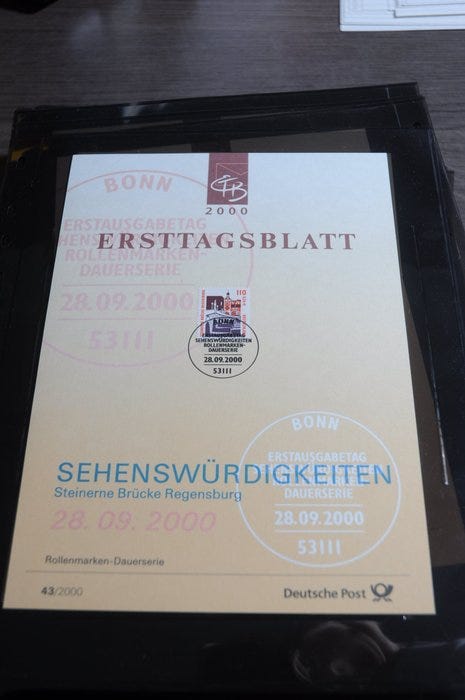 BONN
ERSTAUSGABETAG
ROLLENMARKEN-
DAUERSERIE
28.09.2000
53111
ETB
2000
ERSTTAGSBLATT
110
BONN
ERSTAUSGABETAG
SEHENSWÜRDIGKEITEN
ROLLENMARKEN-
DAUERSERIE
28.09.2000
53111
BONN
ERSTAUSGABETAG
SEHENSWÜRDIGKEITEN
Steinerne Brücke Regensburg
DAUERSERIE
28.09.2000
28.09.2000
53111
Rollenmarken-Dauerserie
43/2000
Deutsche Post